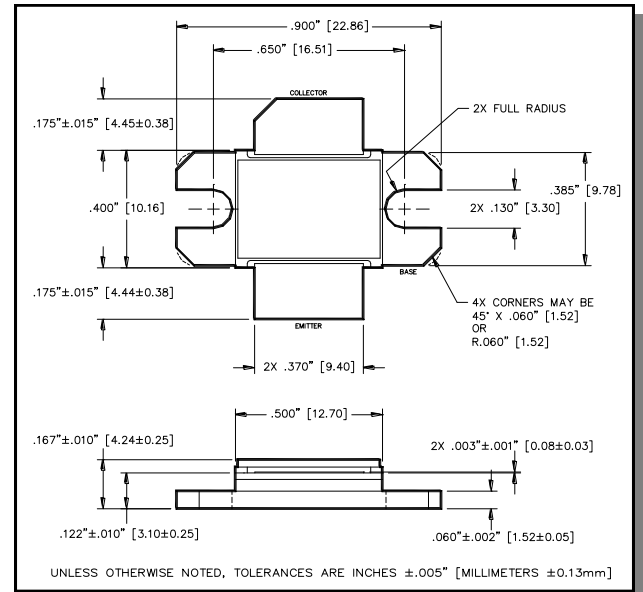 .900" [22.86]
.650" [16.51]
COLLECTOR
2X FULL RADIUS
.175"±.015" [4.45±0.38]
.385" [9.78]
.400" [10.16]
2X .130" [3.30]
BASE
.175"±.015" [4.44±0.38]
4X CORNERS MAY BE
45° X .060" [1.52]
OR
R.060" [1.52]
EMITTER
2X .370" [9.40]
.500" [12.70]
.167"±.010" [4.24±0.25]
2X .003"±.001" [0.08±0.03]
.122"±.010" [3.10±0.25]
.060"±.002" [1.52±0.05]
UNLESS OTHERWISE NOTED, TOLERANCES ARE INCHES ±.005" [MILLIMETERS ±0.13mm]